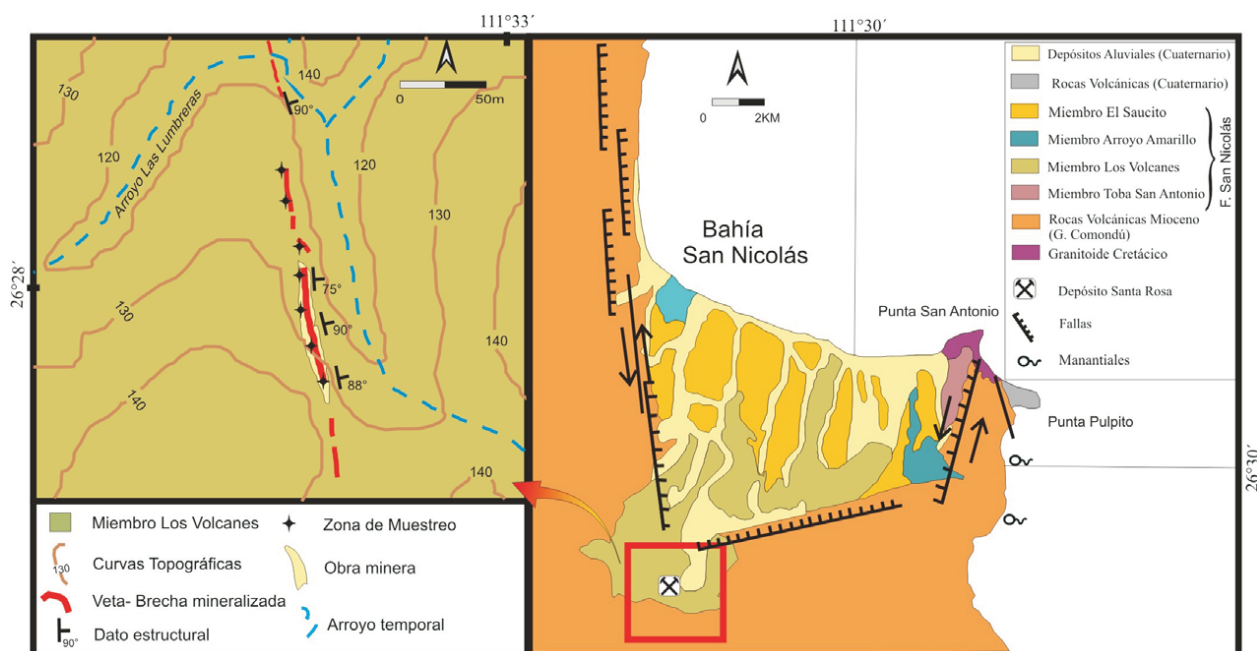 111°33´
111°30´
26°28´
26°30´
140
130
0 50m
90°
120
Arroyo Las Lumbreras
120
130
130
75°
90°
140
88°
140
140
Miembro Los Volcanes
Zona de Muestreo
130
Curvas Topográficas
Obra minera
Veta- Brecha mineralizada
90°
Dato estructural
Arroyo temporal
0 2KM
Bahía
San Nicolás
Punta San Antonio
Punta Pulpito
Depósitos Aluviales (Cuaternario)
Rocas Volcánicas (Cuaternario)
Miembro El Saucito
Miembro Arroyo Amarillo
Miembro Los Volcanes
Miembro Toba San Antonio
F. San Nicolás
Rocas Volcánicas Mioceno
(G. Comondú)
Granitoide Cretácico
Depósito Santa Rosa
Fallas
Manantiales